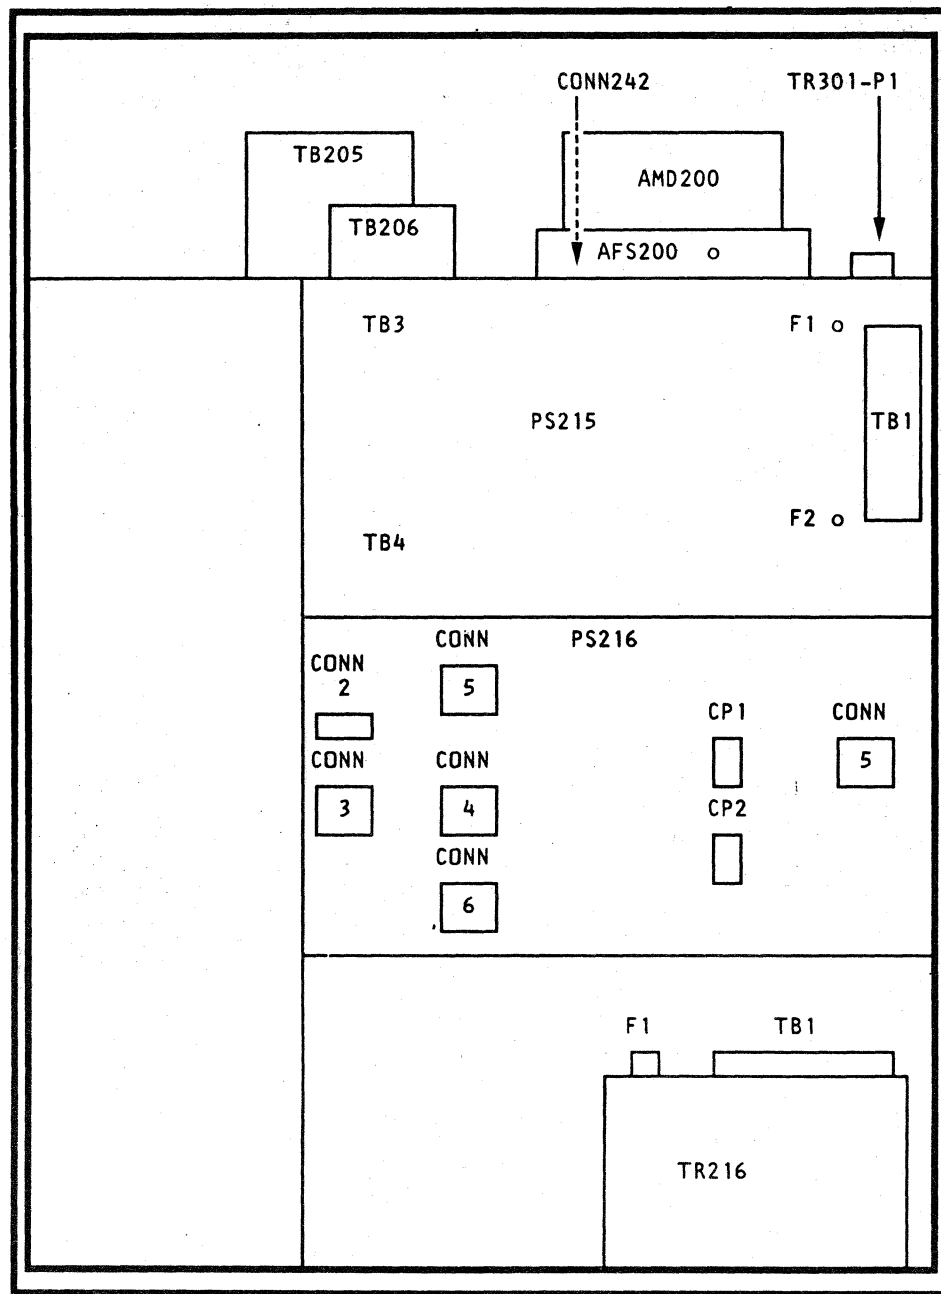 CONN242 TR301-P1
TB205
AMD200
TB206
AFS200
TB3 F1
PS215 TB1
F2
TB4
CONN PS216
CONN
2 5
CP1 CONN
CONN CONN 5
3 4 CP2
CONN
6
F1 TB1
TR216